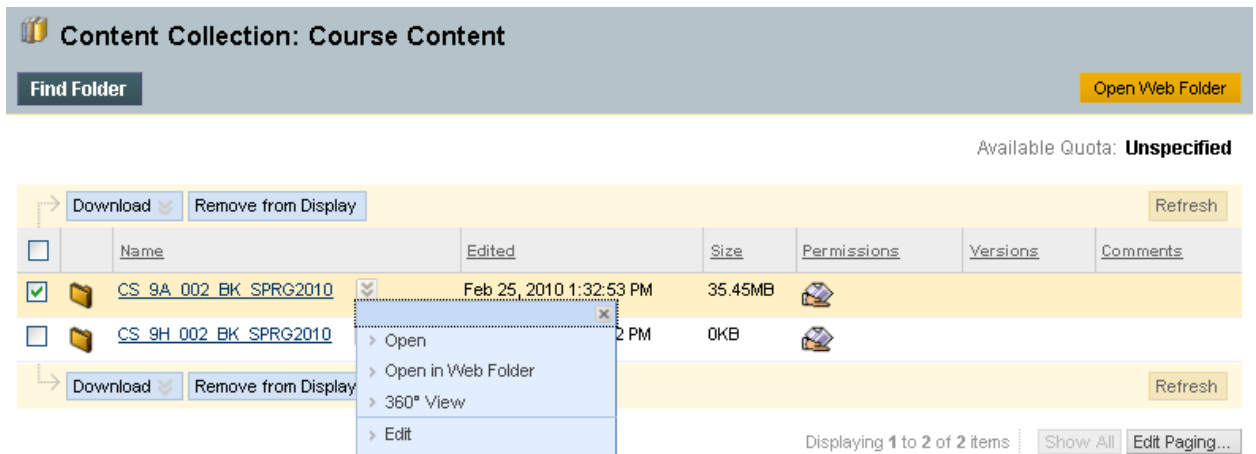 Content Collection: Course Content
Find Folder
Open Web Folder
Available Quota: Unspecified
Download Remove from Display Refresh
Name Edited Size Permissions Versions Comments
CS_9A_002_BK_SPRG2010 Feb 25, 2010 1:32:53 PM 35.45MB
CS_9H_002_BK_SPRG2010 2 PM 0KB
Open
Open in Web Folder
360° View
Edit
Download Remove from Display Refresh
Displaying 1 to 2 of 2 items Show All Edit Paging...